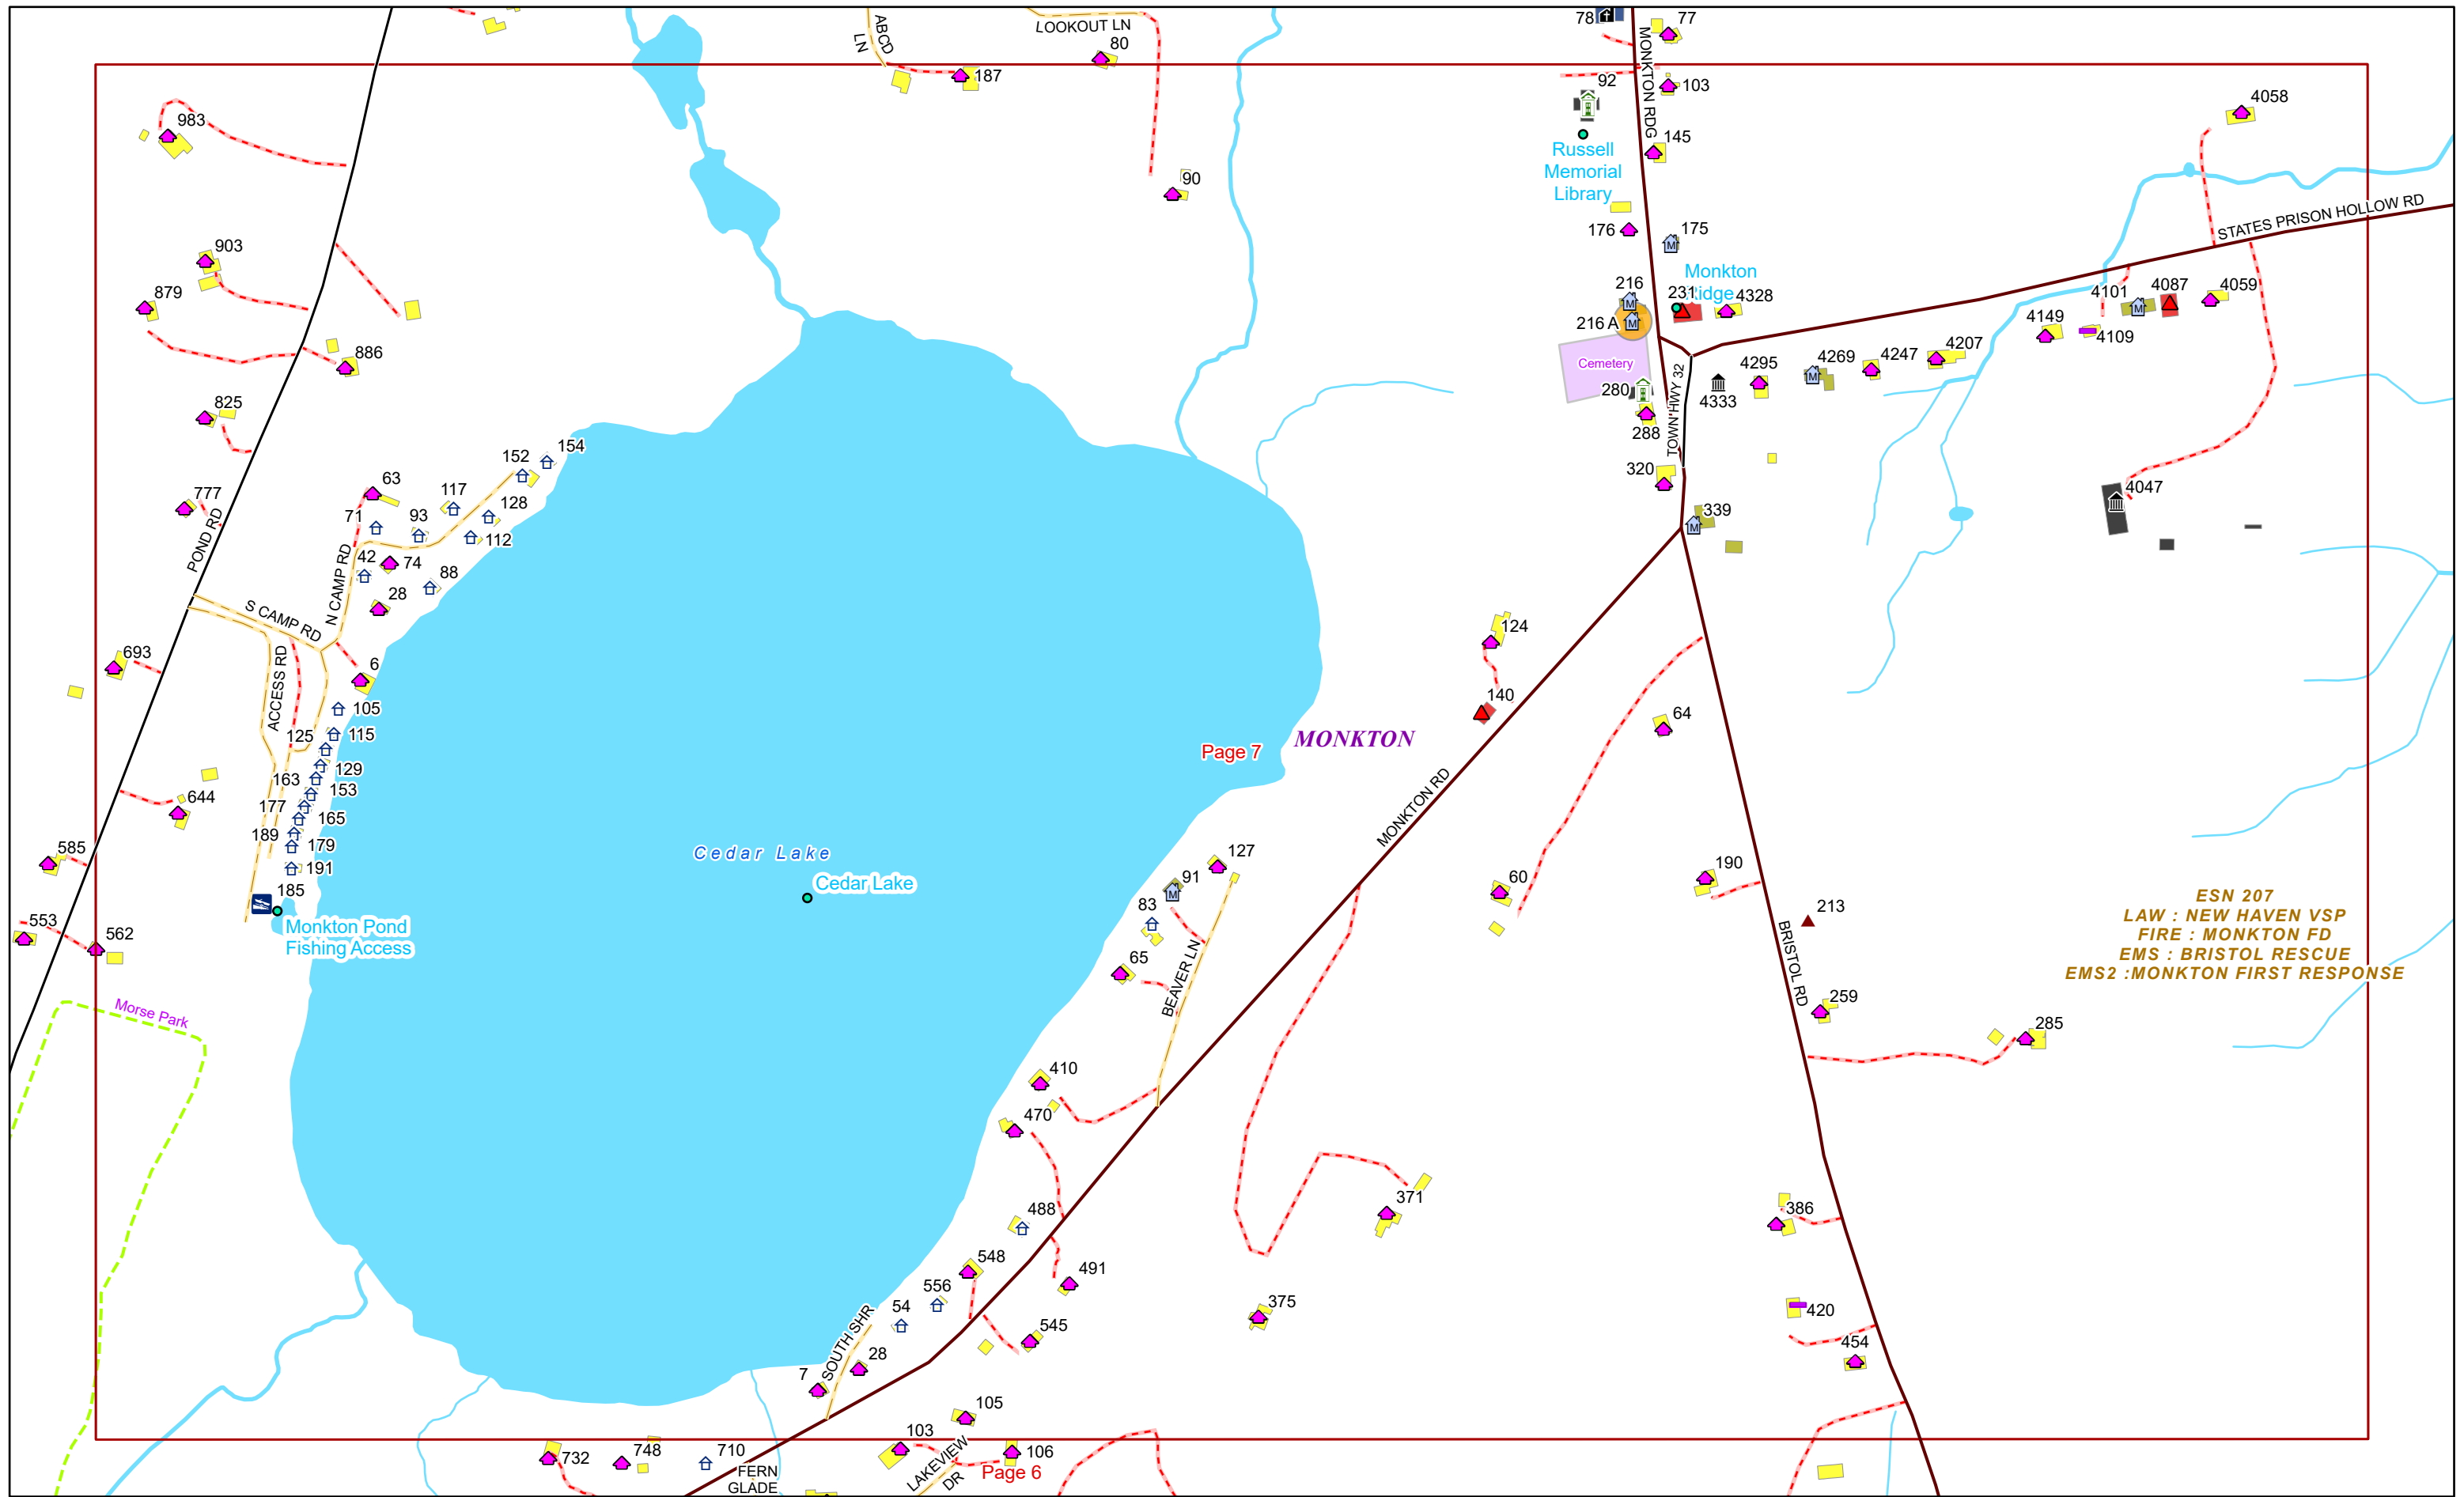 78
77
ABCD
LN
LOOKOUT LN
80
187
MONKTON RDG
92
103
4058
983
145
Russell
Memorial
Library
90
176
175
STATES PRISON HOLLOW RD
903
879
216
231
Monkton
Ridge
4328
4101
4087
4059
216 A
4149
4109
886
Cemetery
4207
4295
4269
4247
280
TOWN HWY 32
4333
825
288
152
154
320
63
117
777
71
93
128
4047
339
POND RD
112
42
74
88
N CAMP RD
28
S CAMP RD
124
693
6
ACCESS RD
140
105
64
125
115
Page 7
MONKTON
163
129
153
644
177
165
MONKTON RD
189
179
585
191
Cedar Lake
127
Cedar Lake
91
60
190
185
83
213
ESN 207
LAW : NEW HAVEN VSP
FIRE : MONKTON FD
EMS : BRISTOL RESCUE
EMS2 :MONKTON FIRST RESPONSE
553
562
Monkton Pond
Fishing Access
65
BEAVER LN
BRISTOL RD
259
Morse Park
285
410
470
371
386
488
548
491
556
54
375
420
SOUTH SHR
545
454
7
28
105
103
106
732
748
710
LAKEVIEW
DR
Page 6
FERN
GLADE